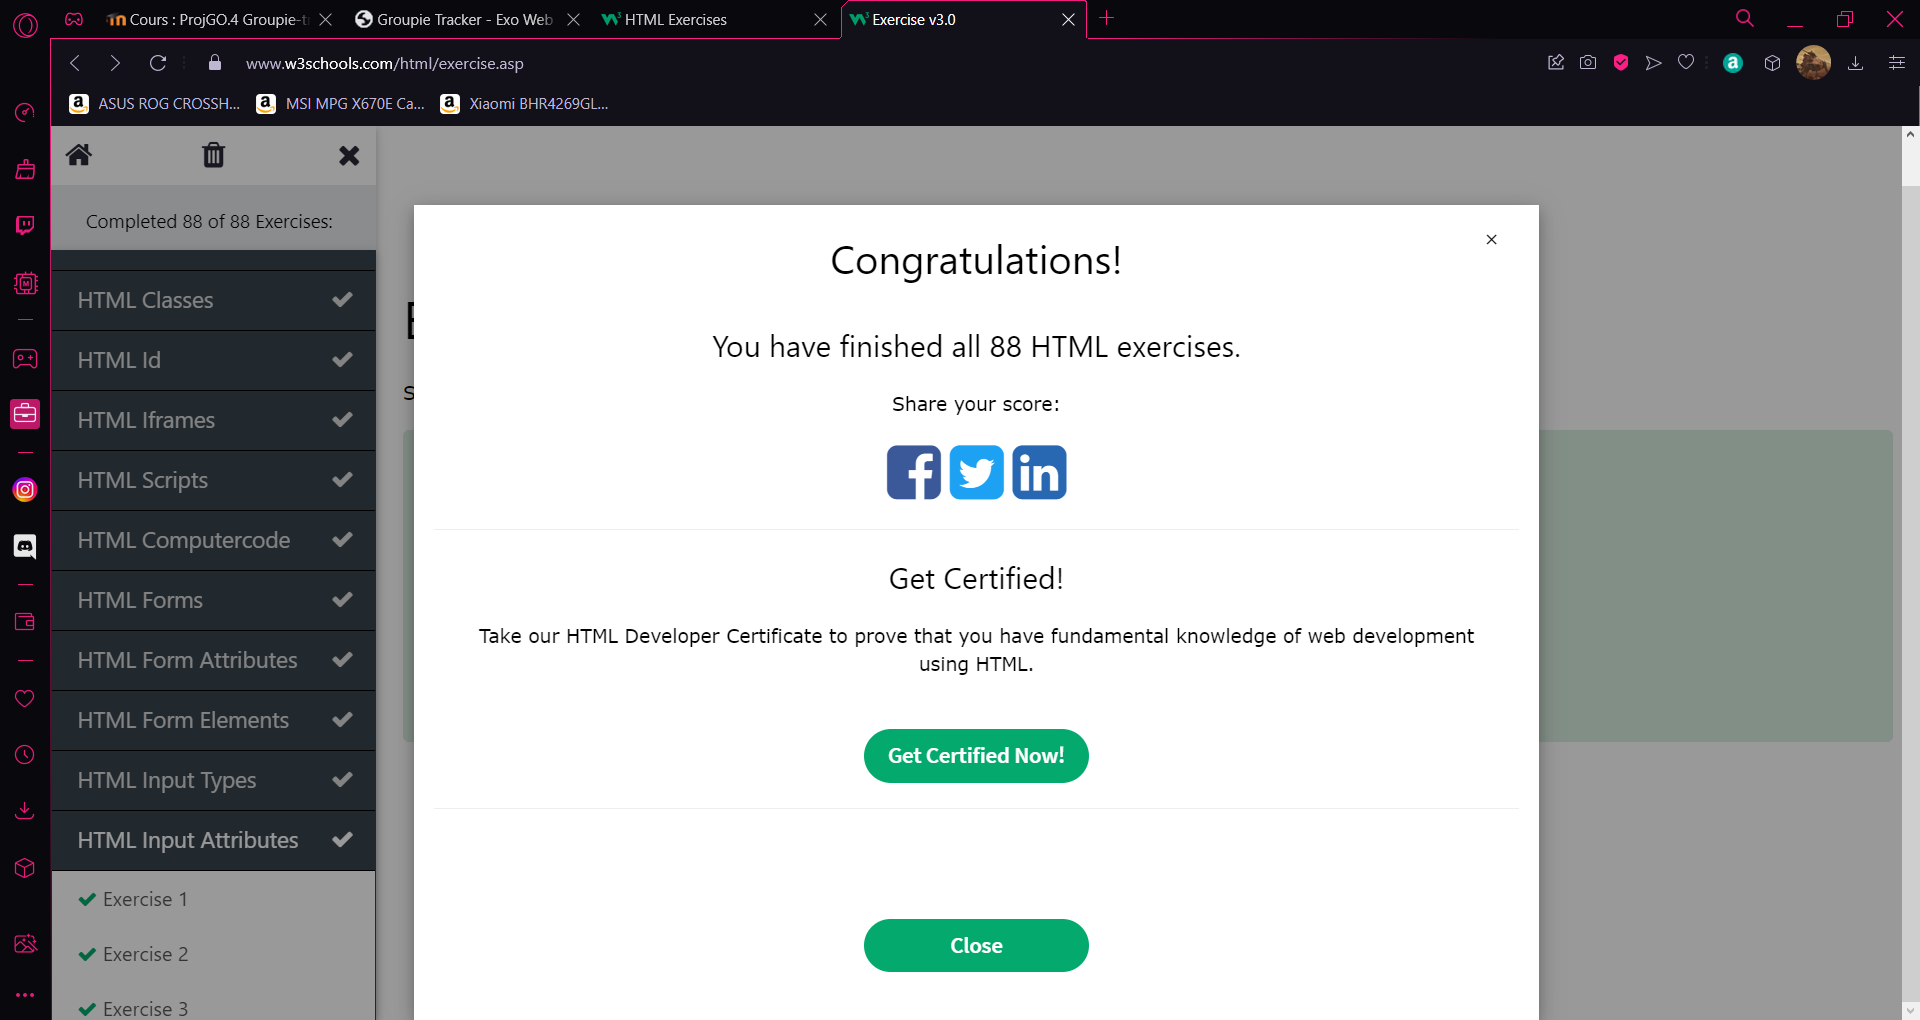 Cours : ProjGO.4 Groupie-tr
Groupie Tracker - Exo Web
HTML Exercises
Exercise v3.0
www.w3schools.com/html/exercise.asp
ASUS ROG CROSSH...
MSI MPG X670E Ca...
Xiaomi BHR4269GL...
Completed 88 of 88 Exercises:
HTML Classes
HTML Id
HTML Iframes
HTML Scripts
HTML Computercode
HTML Forms
HTML Form Attributes
HTML Form Elements
HTML Input Types
HTML Input Attributes
Exercise 1
Exercise 2
Exercise 3
Congratulations!
You have finished all 88 HTML exercises.
Share your score:
Get Certified!
Take our HTML Developer Certificate to prove that you have fundamental knowledge of web development
using HTML.
Get Certified Now!
Close